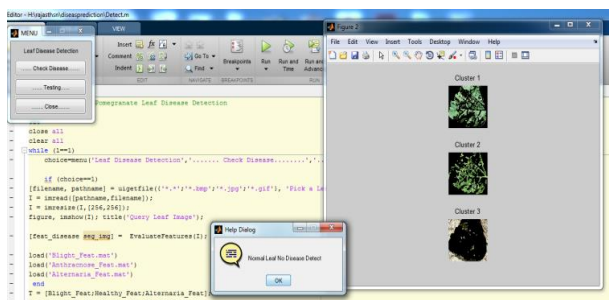 Editor - H:\rajasthan\diseaseprediction\Detect.m
MENU
Leaf Disease Detection
....... Check Disease........
........ Testing.....
........Close........
VIEW
Insert
Comment
Indent
Go To
Find
Breakpoints
Run
Run and Time
Run and
Advance
EDIT
NAVIGATE
BREAKPOINTS
RUN
Pomegranate Leaf Disease Detection
close all
clear all
while (1==1)
choice=menu('Leaf Disease Detection','....... Check Disease........','..
if (choice==1)
[filename, pathname] = uigetfile({'*.*';'*.bmp';'*.jpg';'*.gif'}, 'Pick a Le
I = imread([pathname,filename]);
I = imresize(I,[256,256]);
figure, imshow(I); title('Query Leaf Image');
[feat_disease seg_img] = EvaluateFeatures(I);
load('Blight_Feat.mat')
load('Anthracnose_Feat.mat')
load('Alternaria_Feat.mat')
end
T = [Blight_Feat;Healthy_Feat;Alternaria_Feat];
Help Dialog
Normal Leaf No Disease Detect
OK
Figure 2
File Edit View Insert Tools Desktop Window Help
Cluster 1
Cluster 2
Cluster 3